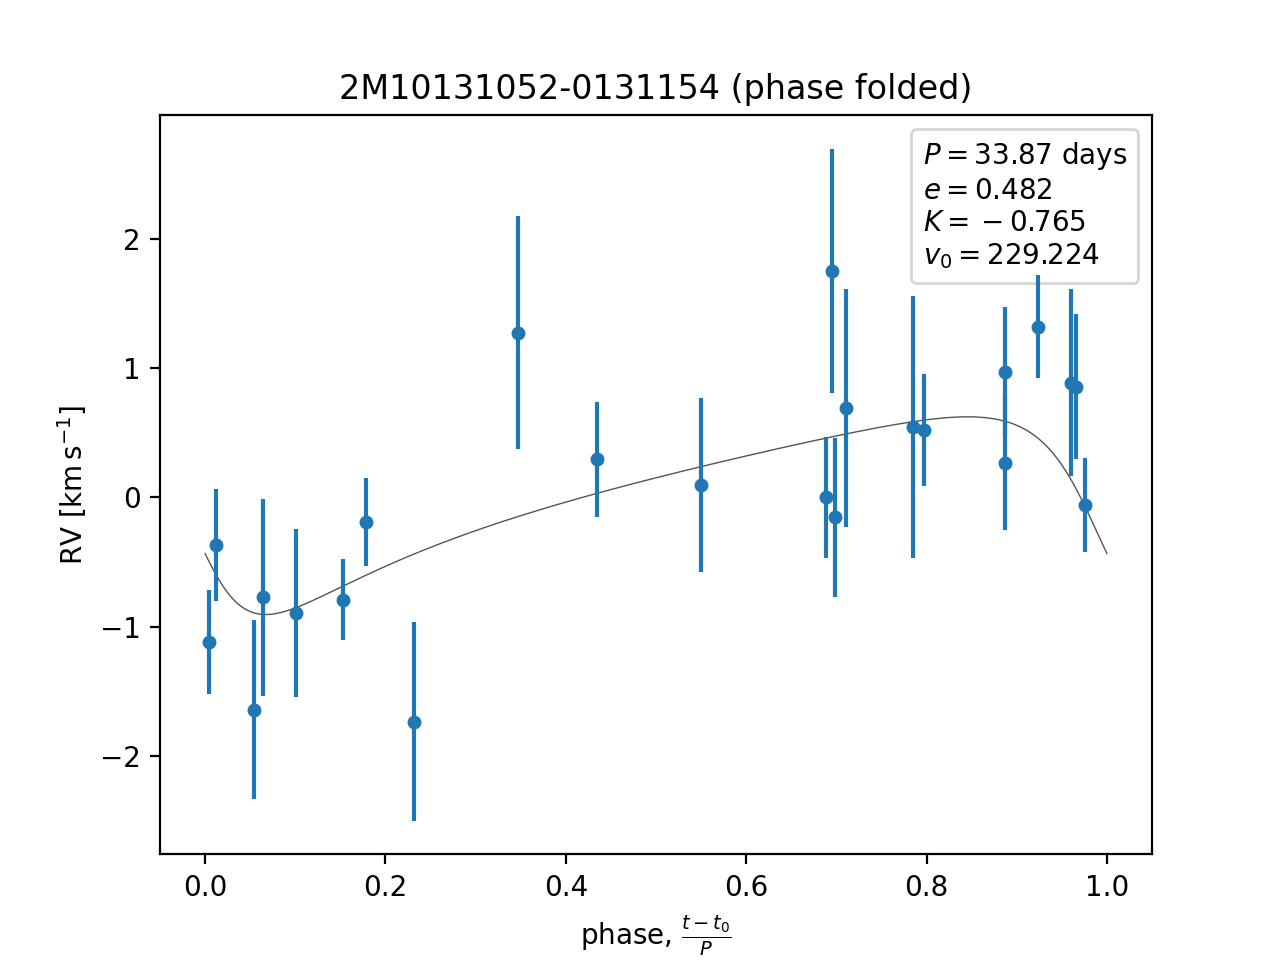 2M10131052-0131154 (phase folded)
P = 33.87 days
e = 0.482
K = −0.765
v₀ = 229.224
2
1
0
−1
−2
RV [km s⁻¹]
0.0 0.2 0.4 0.6 0.8 1.0
phase, (t − t₀)/P